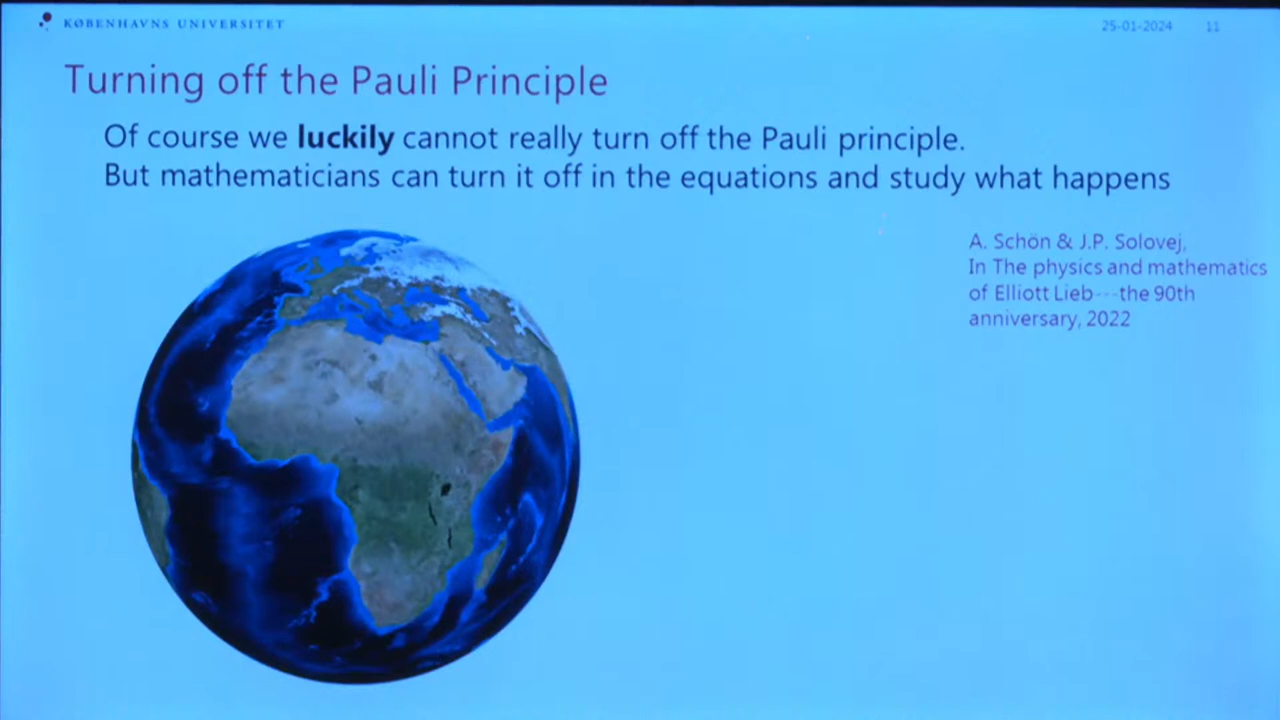 KØBENHAVNS UNIVERSITET
25-01-2024 11
Turning off the Pauli Principle
Of course we luckily cannot really turn off the Pauli principle.
But mathematicians can turn it off in the equations and study what happens
A. Schön & J.P. Solovej,
In The physics and mathematics
of Elliott Lieb---the 90th
anniversary, 2022